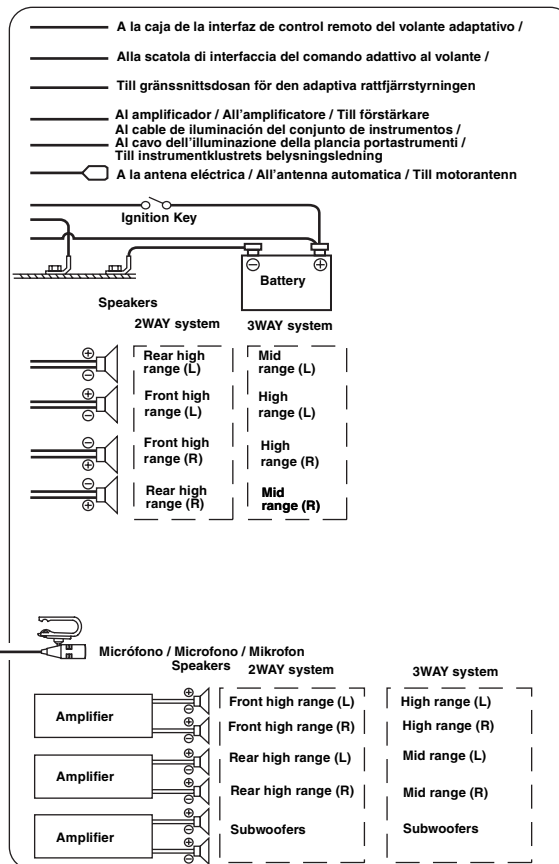 A la caja de la interfaz de control remoto del volante adaptativo /
Alla scatola di interfaccia del comando adattivo al volante /
Till gränssnittsdosan för den adaptiva rattfjärrstyrningen
Al amplificador / All'amplificatore / Till förstärkare
Al cable de iluminación del conjunto de instrumentos /
Al cavo dell'illuminazione della plancia portastrumenti /
Till instrumentklustrets belysningsledning
A la antena eléctrica / All'antenna automatica / Till motorantenn
Ignition Key
⊖ ⊕
Battery
Speakers
2WAY system 3WAY system
⊕ Rear high Mid
⊖ range (L) range (L)
⊕ Front high High
⊖ range (L) range (L)
⊖ Front high High
⊕ range (R) range (R)
⊖ Rear high Mid
⊕ range (R) range (R)
Micrófono / Microfono / Mikrofon
Speakers 2WAY system 3WAY system
Amplifier
⊕ ⊖ Front high range (L) High range (L)
⊕ ⊖ Front high range (R) High range (R)
Amplifier
⊕ ⊖ Rear high range (L) Mid range (L)
⊕ ⊖ Rear high range (R) Mid range (R)
Amplifier
⊕ ⊖ Subwoofers Subwoofers
⊕ ⊖